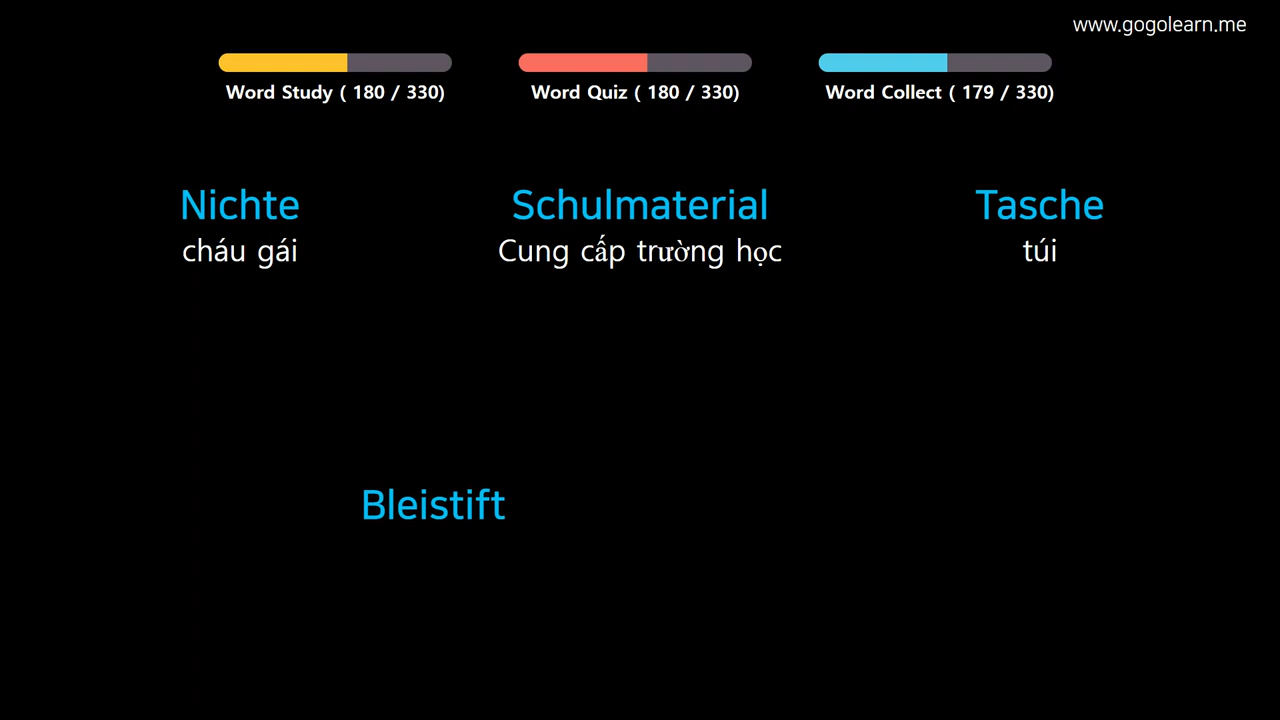 www.gogolearn.me
Word Study ( 180 / 330)
Word Quiz ( 180 / 330)
Word Collect ( 179 / 330)
Nichte
cháu gái
Schulmaterial
Cung cấp trường học
Tasche
túi
Bleistift